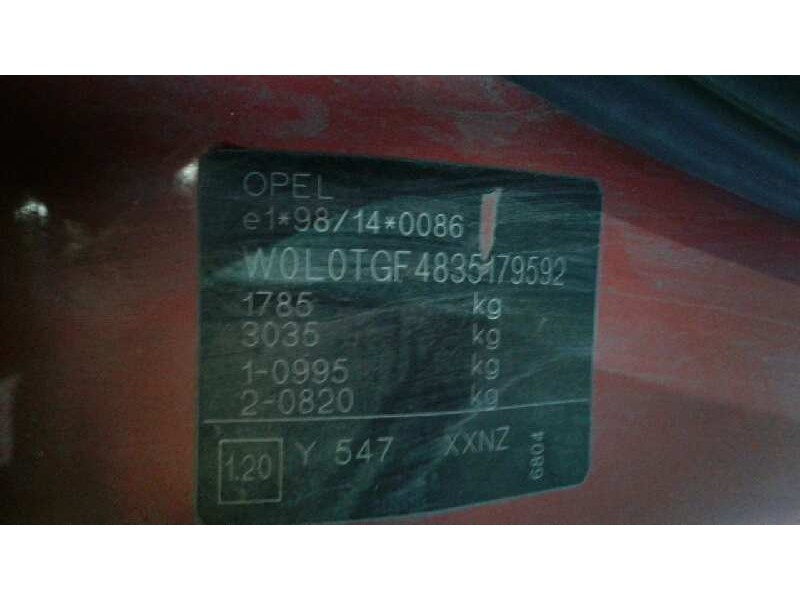 OPEL
e1*98/14*0086
W0L0TGF4835179592
1785 kg
3035 kg
1-0995 kg
2-0820 kg
1.20 Y 547 XXNZ
6804